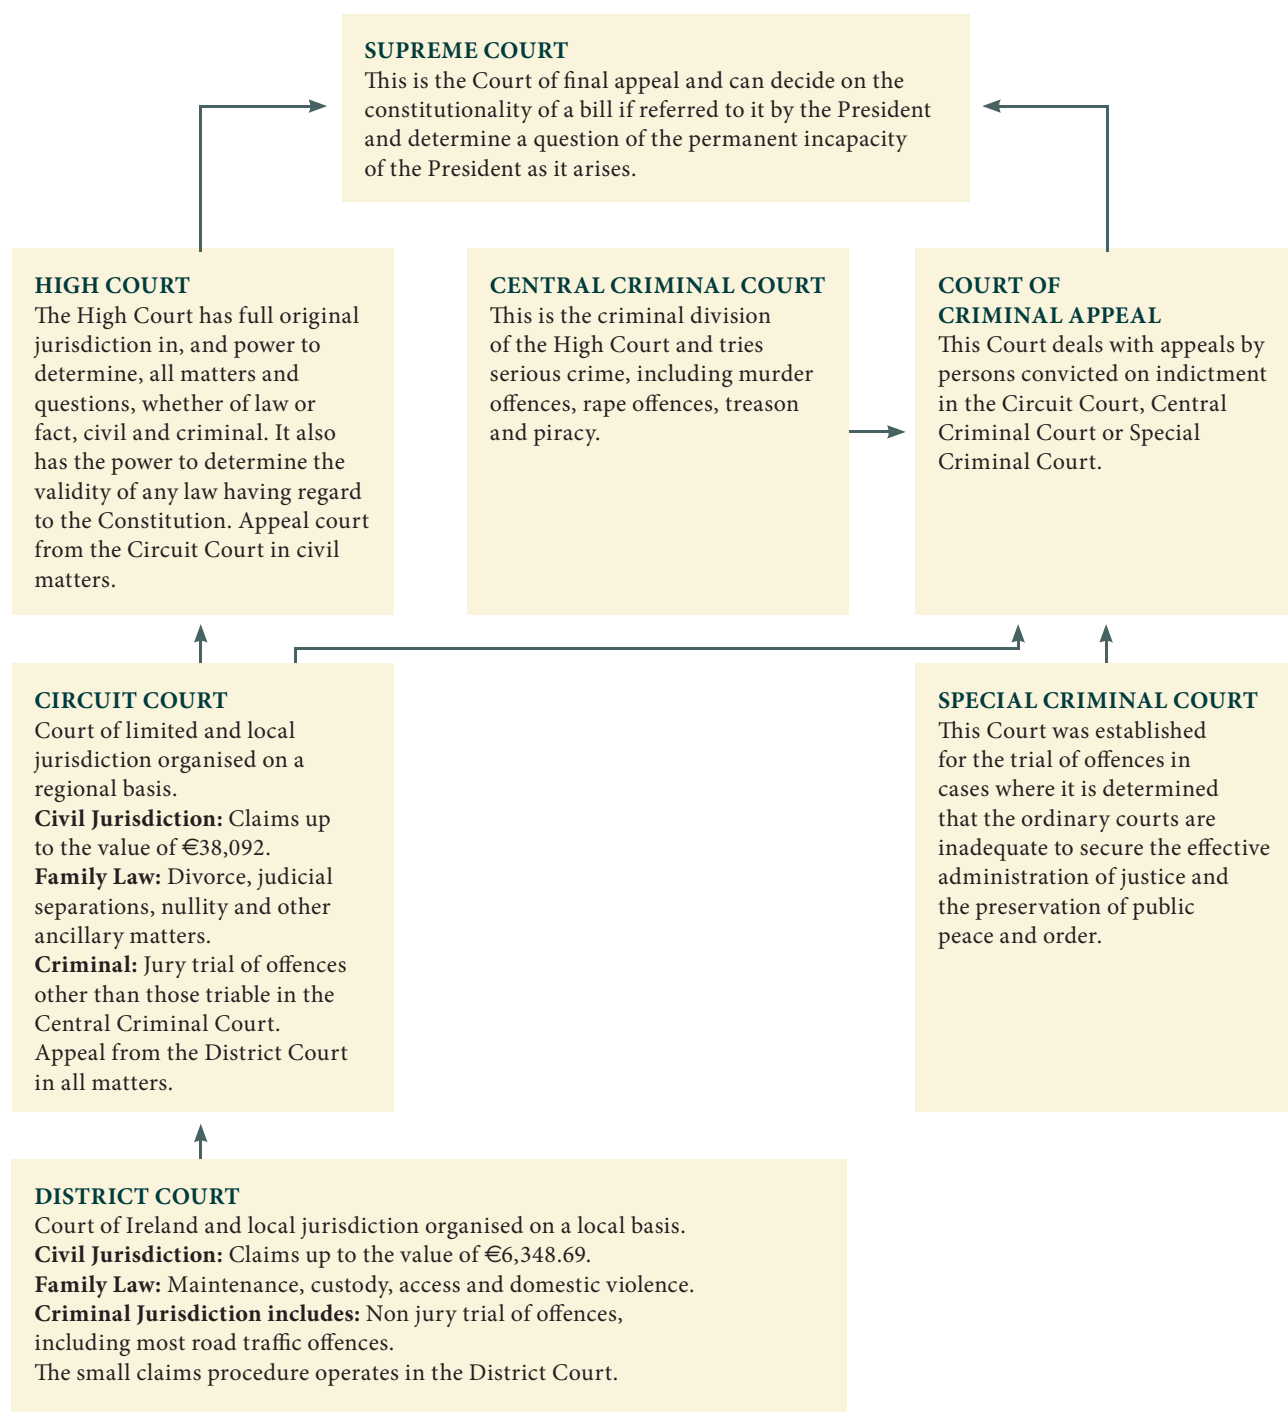 SUPREME COURT
This is the Court of final appeal and can decide on the
constitutionality of a bill if referred to it by the President
and determine a question of the permanent incapacity
of the President as it arises.
HIGH COURT
The High Court has full original
jurisdiction in, and power to
determine, all matters and
questions, whether of law or
fact, civil and criminal. It also
has the power to determine the
validity of any law having regard
to the Constitution. Appeal court
from the Circuit Court in civil
matters.
CENTRAL CRIMINAL COURT
This is the criminal division
of the High Court and tries
serious crime, including murder
offences, rape offences, treason
and piracy.
COURT OF
CRIMINAL APPEAL
This Court deals with appeals by
persons convicted on indictment
in the Circuit Court, Central
Criminal Court or Special
Criminal Court.
CIRCUIT COURT
Court of limited and local
jurisdiction organised on a
regional basis.
Civil Jurisdiction: Claims up
to the value of €38,092.
Family Law: Divorce, judicial
separations, nullity and other
ancillary matters.
Criminal: Jury trial of offences
other than those triable in the
Central Criminal Court.
Appeal from the District Court
in all matters.
SPECIAL CRIMINAL COURT
This Court was established
for the trial of offences in
cases where it is determined
that the ordinary courts are
inadequate to secure the effective
administration of justice and
the preservation of public
peace and order.
DISTRICT COURT
Court of Ireland and local jurisdiction organised on a local basis.
Civil Jurisdiction: Claims up to the value of €6,348.69.
Family Law: Maintenance, custody, access and domestic violence.
Criminal Jurisdiction includes: Non jury trial of offences,
including most road traffic offences.
The small claims procedure operates in the District Court.